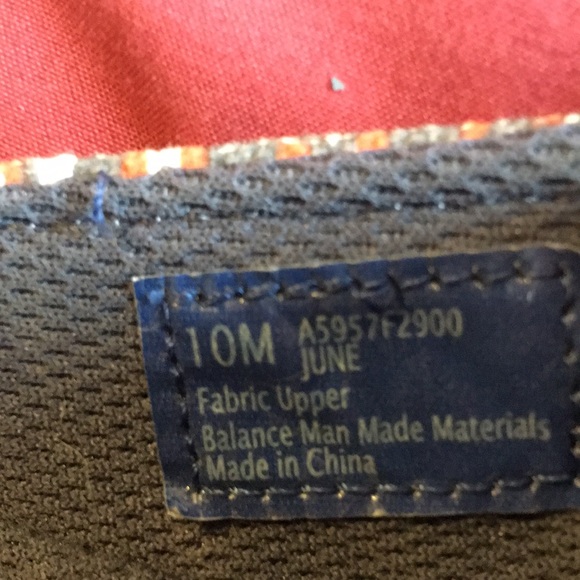 10M A5957F2900
JUNE
Fabric Upper
Balance Man Made Materials
Made in China